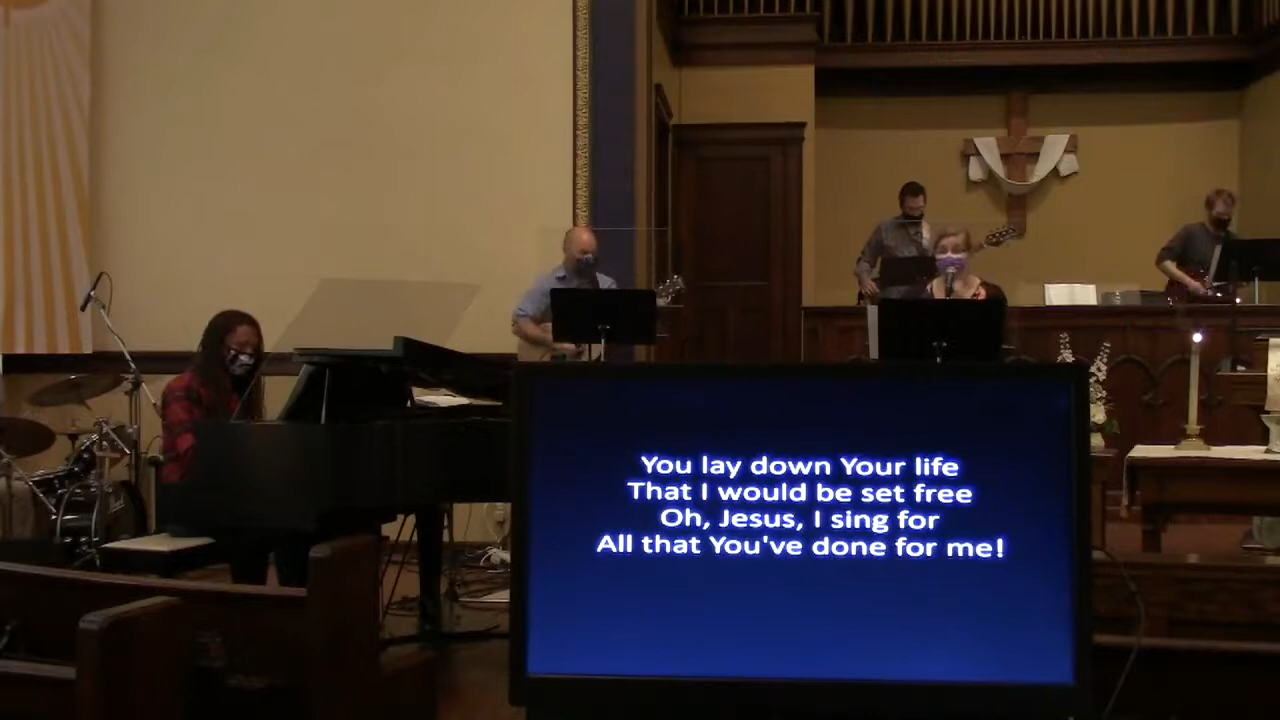 You lay down Your life
That I would be set free
Oh, Jesus, I sing for
All that You've done for me!